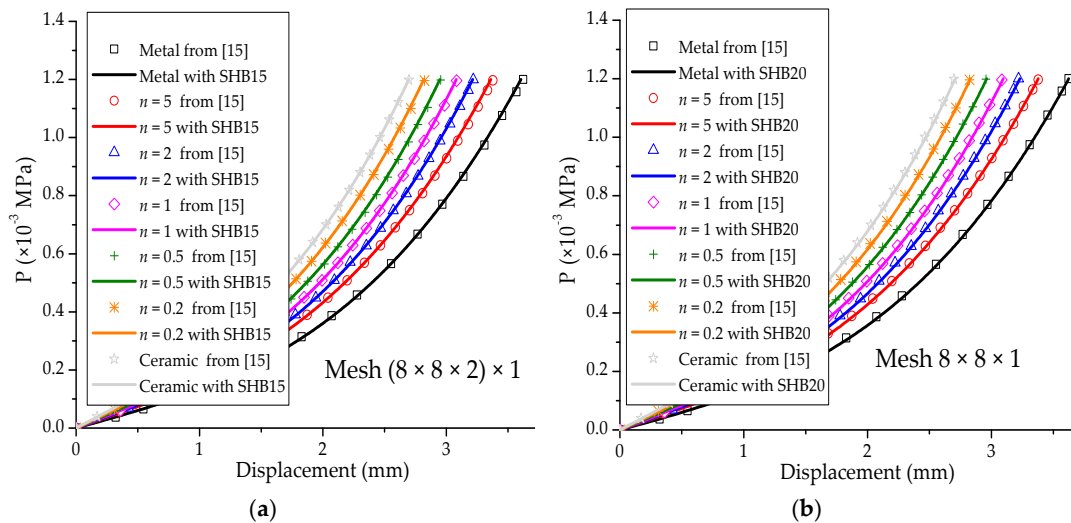 1.4
1.2
1.0
0.8
0.6
0.4
0.2
0.0
P (×10⁻³ MPa)
Metal from [15]
Metal with SHB15
n = 5 from [15]
n = 5 with SHB15
n = 2 from [15]
n = 2 with SHB15
n = 1 from [15]
n = 1 with SHB15
n = 0.5 from [15]
n = 0.5 with SHB15
n = 0.2 from [15]
n = 0.2 with SHB15
Ceramic from [15]
Ceramic with SHB15
Mesh (8 × 8 × 2) × 1
0 1 2 3
Displacement (mm)
(a)
1.4
1.2
1.0
0.8
0.6
0.4
0.2
0.0
P (×10⁻³ MPa)
Metal from [15]
Metal with SHB20
n = 5 from [15]
n = 5 with SHB20
n = 2 from [15]
n = 2 with SHB20
n = 1 from [15]
n = 1 with SHB20
n = 0.5 from [15]
n = 0.5 with SHB20
n = 0.2 from [15]
n = 0.2 with SHB20
Ceramic from [15]
Ceramic with SHB20
Mesh 8 × 8 × 1
0 1 2 3
Displacement (mm)
(b)